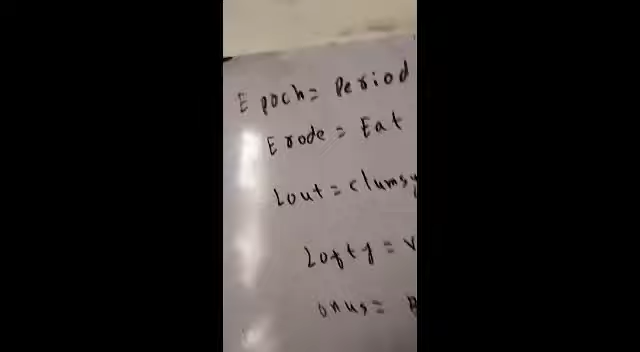 Epoch = Period
Erode = Eat
Lout = clumsy
Lofty = V
onus =